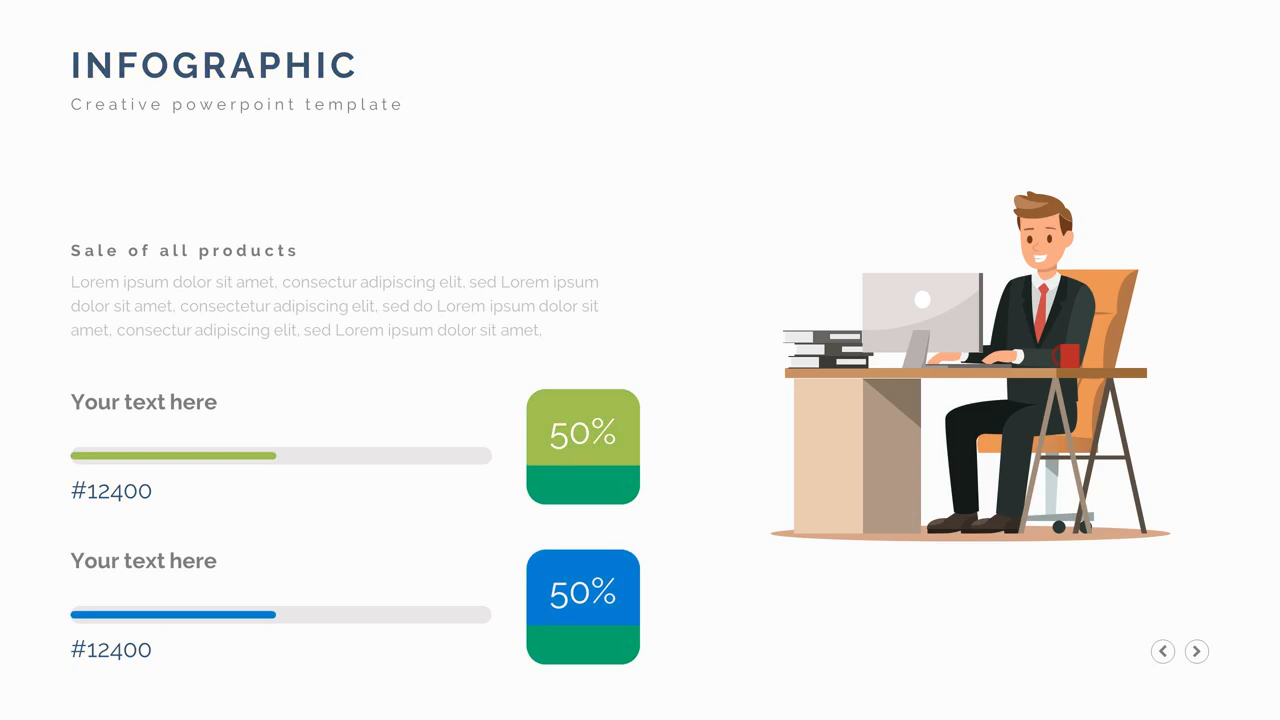 INFOGRAPHIC
Creative powerpoint template
Sale of all products
Lorem ipsum dolor sit amet, consectur adipiscing elit, sed Lorem ipsum
dolor sit amet, consectetur adipiscing elit, sed do Lorem ipsum dolor sit
amet, consectur adipiscing elit, sed Lorem ipsum dolor sit amet,
Your text here
50%
#12400
Your text here
50%
#12400